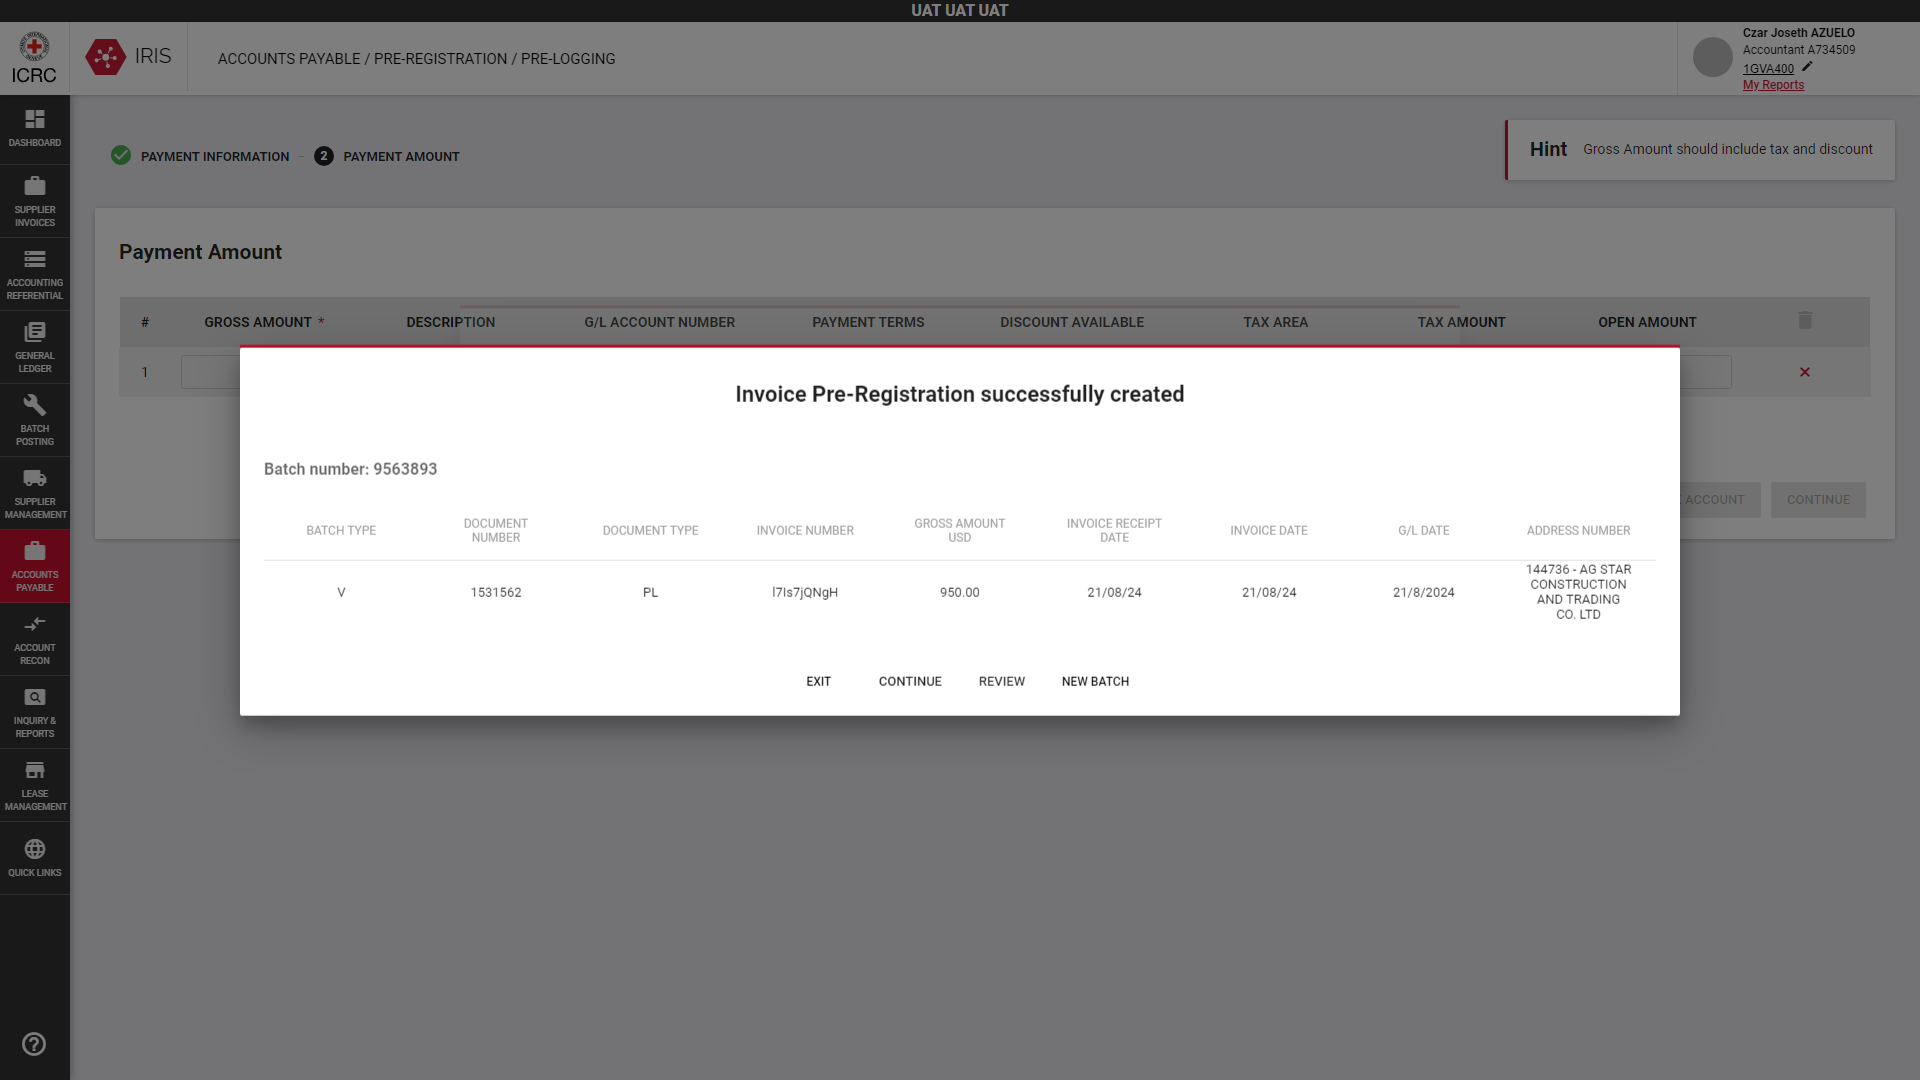 UAT UAT UAT
ICRC
IRIS
ACCOUNTS PAYABLE / PRE-REGISTRATION / PRE-LOGGING
Czar Joseth AZUELO
Accountant A734509
1GVA400
My Reports
DASHBOARD
SUPPLIER
INVOICES
ACCOUNTING
REFERENTIAL
GENERAL
LEDGER
BATCH
POSTING
SUPPLIER
MANAGEMENT
ACCOUNTS
PAYABLE
ACCOUNT
RECON
INQUIRY &
REPORTS
LEASE
MANAGEMENT
QUICK LINKS
PAYMENT INFORMATION
2 PAYMENT AMOUNT
Hint Gross Amount should include tax and discount
Payment Amount
# GROSS AMOUNT * DESCRIPTION G/L ACCOUNT NUMBER PAYMENT TERMS DISCOUNT AVAILABLE TAX AREA TAX AMOUNT OPEN AMOUNT
1
ACCOUNT CONTINUE
Invoice Pre-Registration successfully created
Batch number: 9563893
BATCH TYPE DOCUMENT NUMBER DOCUMENT TYPE INVOICE NUMBER GROSS AMOUNT USD INVOICE RECEIPT DATE INVOICE DATE G/L DATE ADDRESS NUMBER
V 1531562 PL l7Is7jQNgH 950.00 21/08/24 21/08/24 21/8/2024 144736 - AG STAR
CONSTRUCTION
AND TRADING
CO. LTD
EXIT CONTINUE REVIEW NEW BATCH